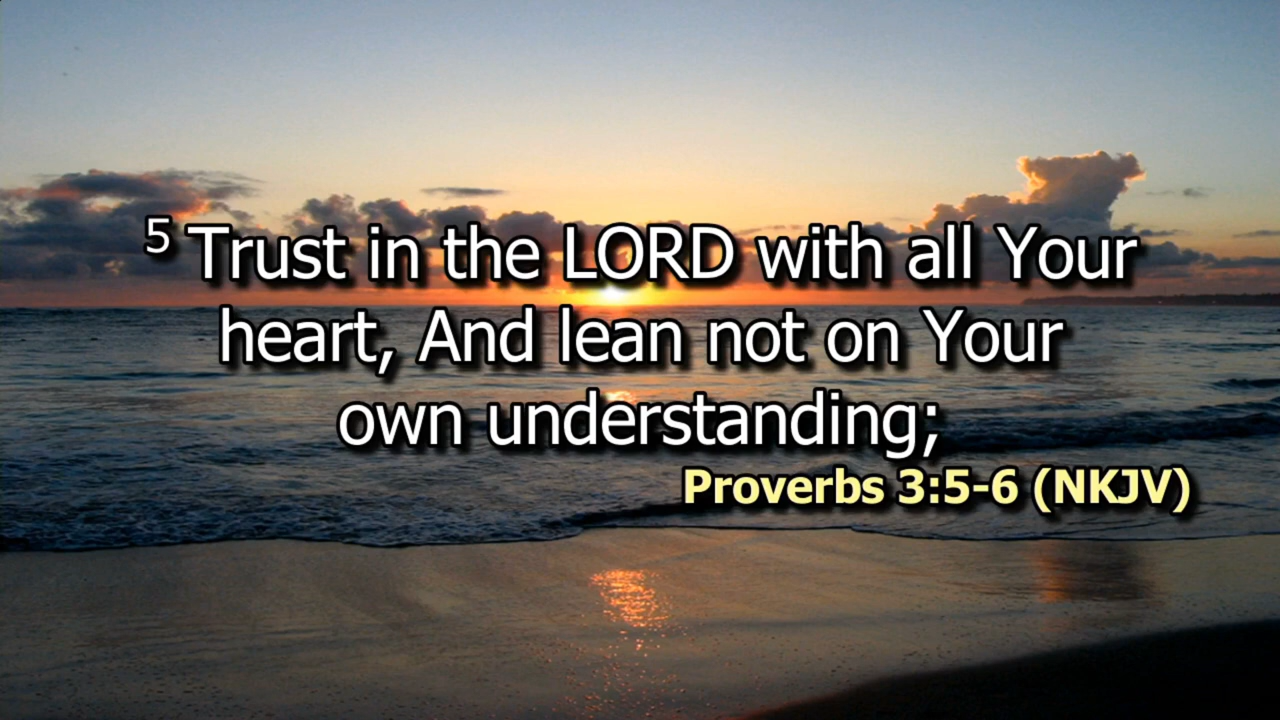 5 Trust in the LORD with all Your
heart, And lean not on Your
own understanding;
Proverbs 3:5-6 (NKJV)